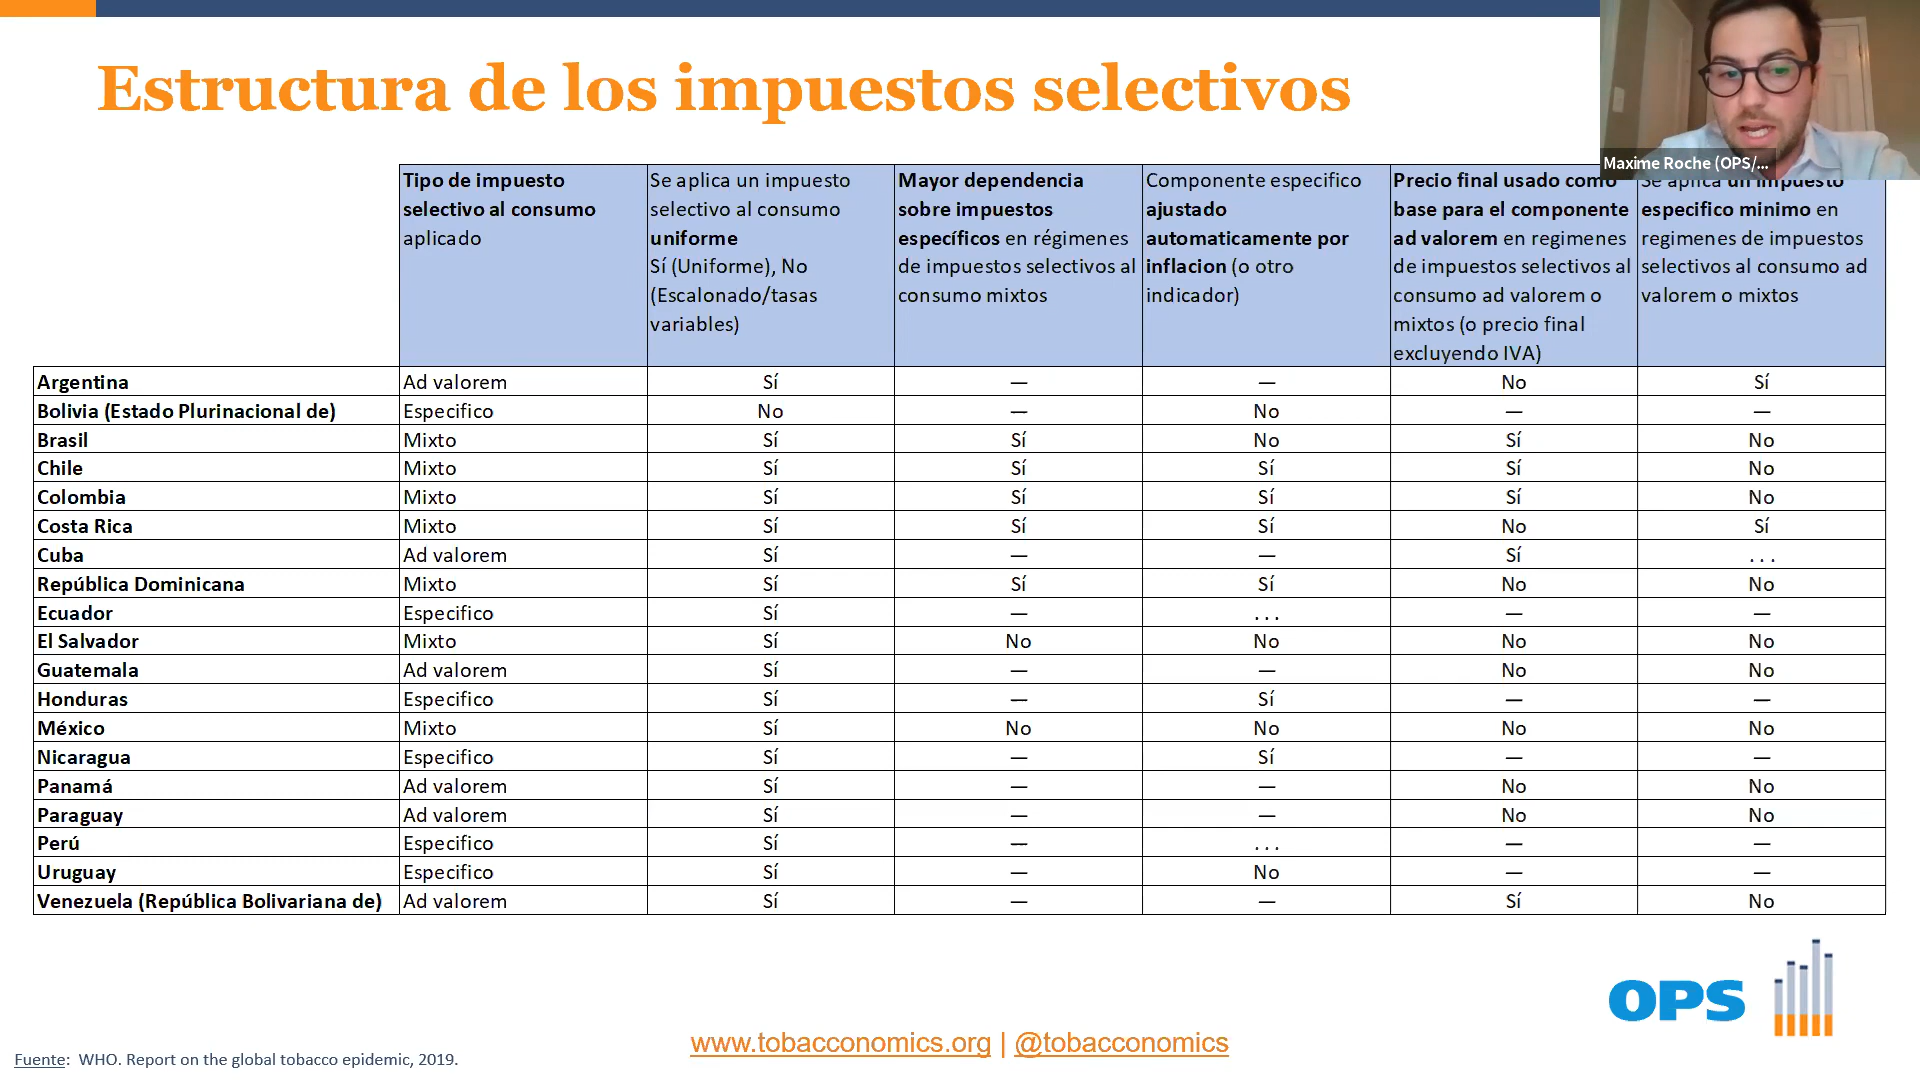 Estructura de los impuestos selectivos
Maxime Roche (OPS/...
Tipo de impuesto
selectivo al consumo
aplicado
Se aplica un impuesto
selectivo al consumo
uniforme
Sí (Uniforme), No
(Escalonado/tasas
variables)
Mayor dependencia
sobre impuestos
específicos en régimenes
de impuestos selectivos al
consumo mixtos
Componente especifico
ajustado
automaticamente por
inflacion (o otro
indicador)
Precio final usado como
base para el componente
ad valorem en regimenes
de impuestos selectivos al
consumo ad valorem o
mixtos (o precio final
excluyendo IVA)
Se aplica un impuesto
especifico minimo en
regimenes de impuestos
selectivos al consumo ad
valorem o mixtos
Argentina Ad valorem Sí — — No Sí
Bolivia (Estado Plurinacional de) Especifico No — No — —
Brasil Mixto Sí Sí No Sí No
Chile Mixto Sí Sí Sí Sí No
Colombia Mixto Sí Sí Sí Sí No
Costa Rica Mixto Sí Sí Sí No Sí
Cuba Ad valorem Sí — — Sí . . .
República Dominicana Mixto Sí Sí Sí No No
Ecuador Especifico Sí — . . . — —
El Salvador Mixto Sí No No No No
Guatemala Ad valorem Sí — — No No
Honduras Especifico Sí — Sí — —
México Mixto Sí No No No No
Nicaragua Especifico Sí — Sí — —
Panamá Ad valorem Sí — — No No
Paraguay Ad valorem Sí — — No No
Perú Especifico Sí — . . . — —
Uruguay Especifico Sí — No — —
Venezuela (República Bolivariana de) Ad valorem Sí — — Sí No
OPS
www.tobacconomics.org | @tobacconomics
Fuente: WHO. Report on the global tobacco epidemic, 2019.